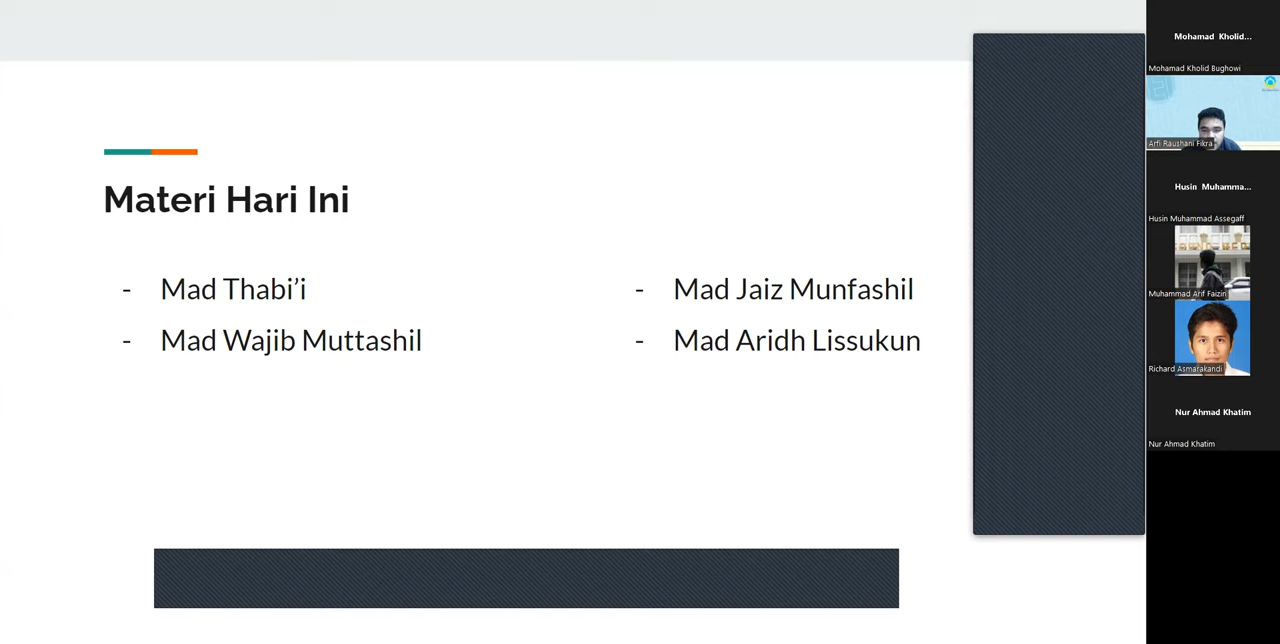 Materi Hari Ini
- Mad Thabi’i
- Mad Wajib Muttashil
- Mad Jaiz Munfashil
- Mad Aridh Lissukun
Mohamad Kholid...
Mohamad Kholid Bughowi
Arfi Raushani Fikra
Husin Muhamma...
Husin Muhammad Assegaff
Muhammad Arif Faizin
Richard Asmarakandi
Nur Ahmad Khatim
Nur Ahmad Khatim